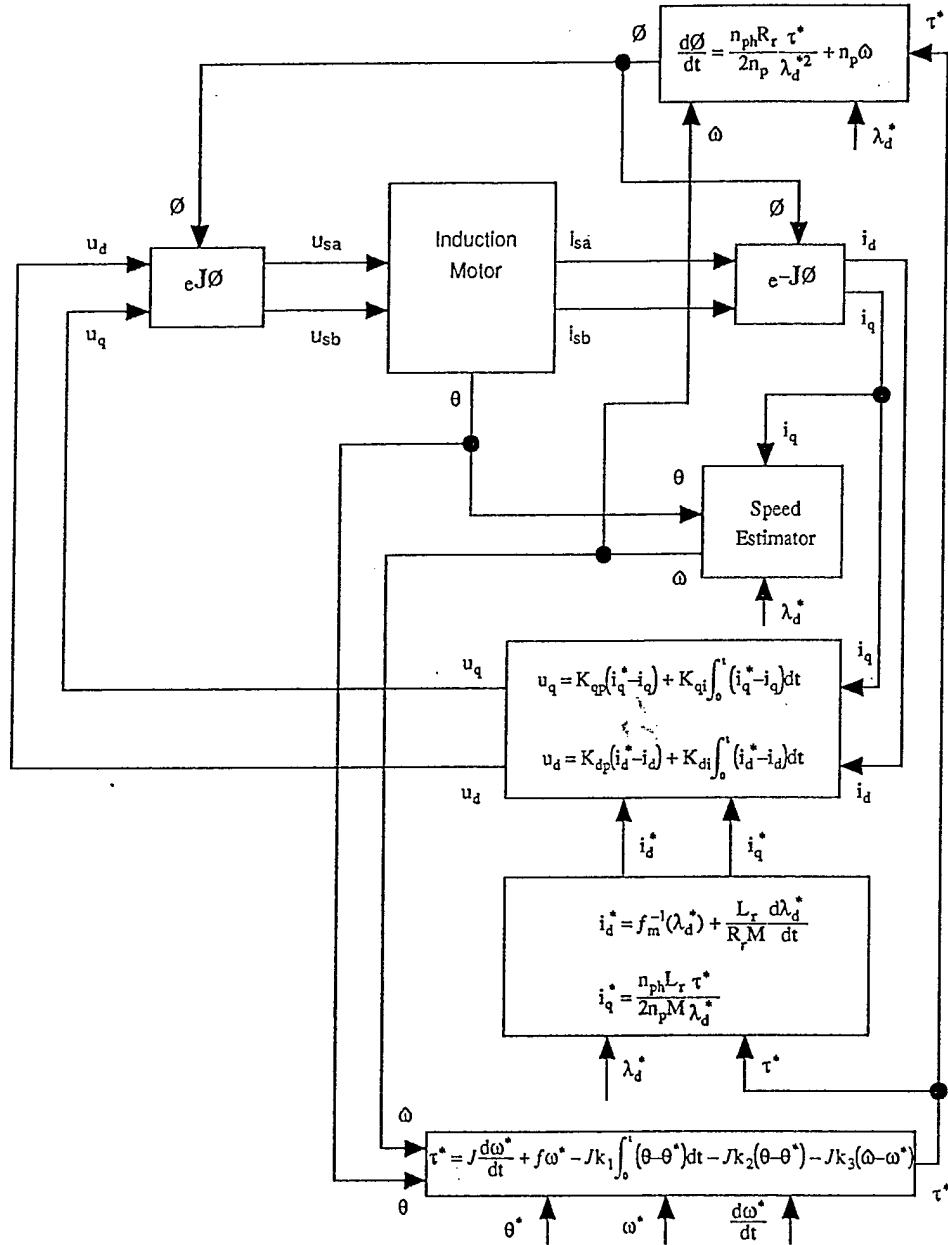 τ*
Ø
dØ/dt = (n_ph R_r / 2n_p)(τ* / λ_d*²) + n_p ω̂
ω̂
λ_d*
Ø
Ø
u_d
u_sa
Induction
Motor
i_sa
i_d
e^JØ
e^-JØ
u_q
u_sb
i_sb
i_q
θ
i_q
θ
Speed
Estimator
ω̂
λ_d*
u_q
i_q
u_q = K_qp(i_q* - i_q) + K_qi ∫₀ᵗ (i_q* - i_q)dt
u_d = K_dp(i_d* - i_d) + K_di ∫₀ᵗ (i_d* - i_d)dt
u_d
i_d
i_d*
i_q*
i_d* = f_m⁻¹(λ_d*) + (L_r / R_r M)(dλ_d* / dt)
i_q* = (n_ph L_r / 2n_p M)(τ* / λ_d*)
λ_d*
τ*
ω̂
τ* = J dω*/dt + fω* - Jk₁ ∫₀ᵗ (θ-θ*)dt - Jk₂(θ-θ*) - Jk₃(ω̂-ω*)
θ
τ*
θ*
ω*
dω*/dt